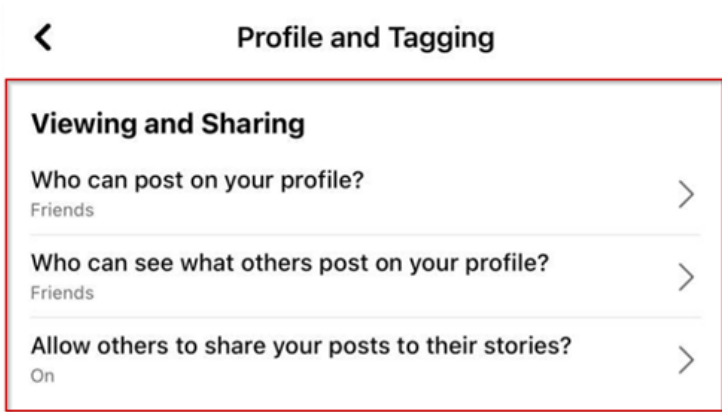 Profile and Tagging
Viewing and Sharing
Who can post on your profile?
Friends
Who can see what others post on your profile?
Friends
Allow others to share your posts to their stories?
On